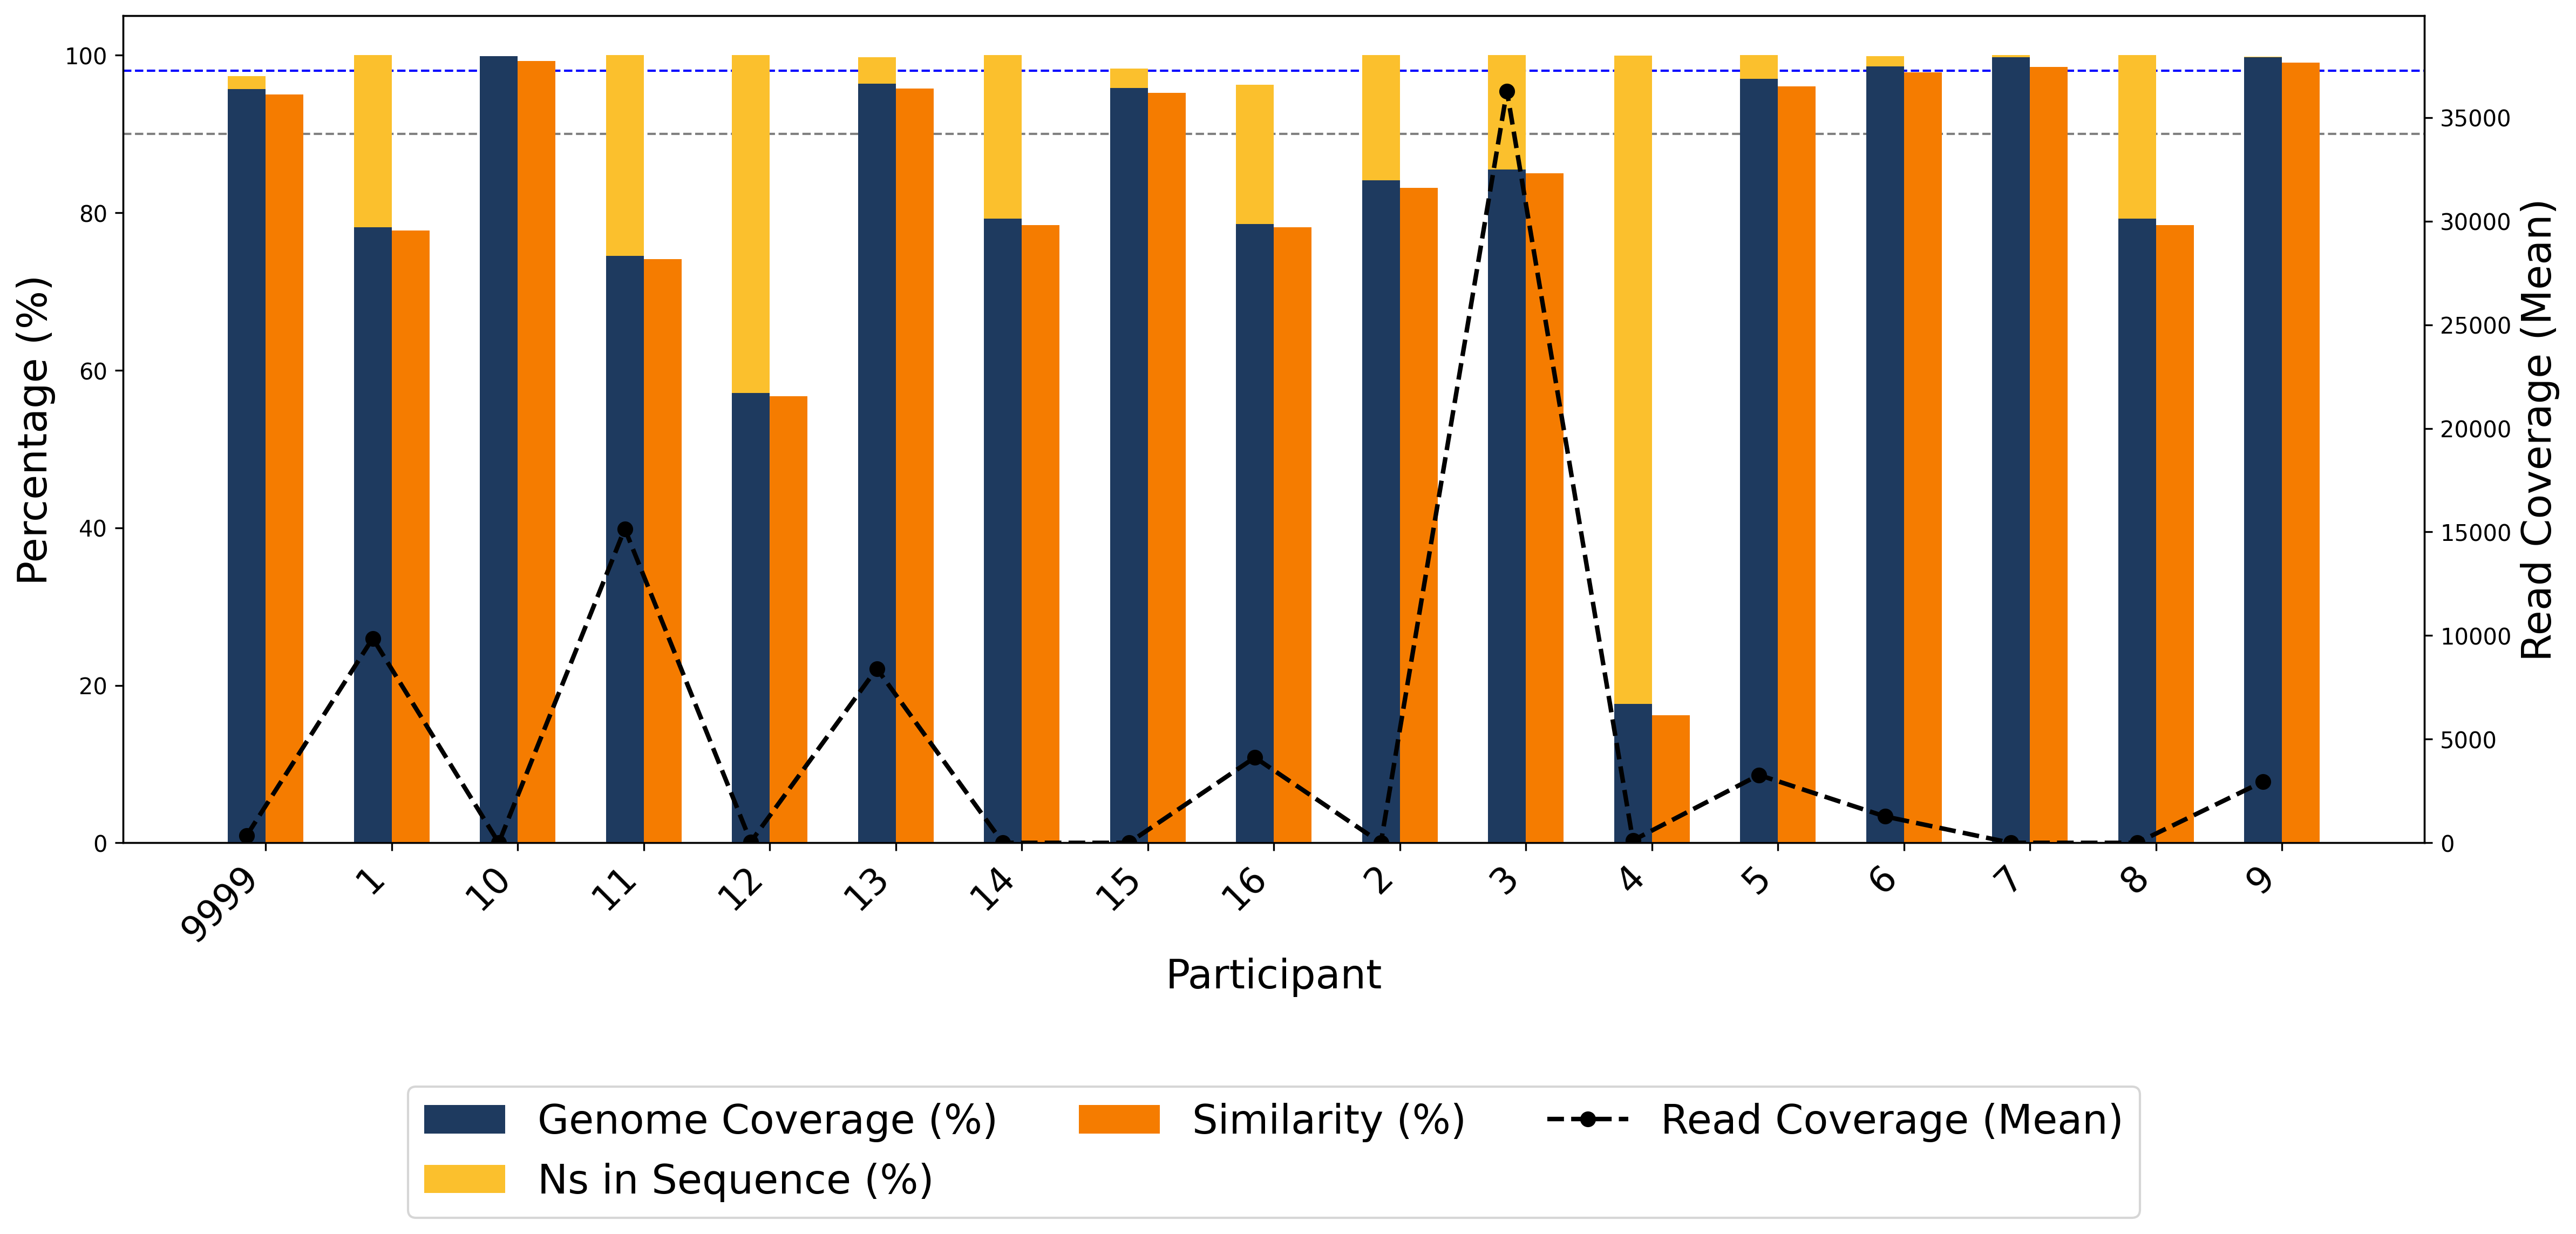 100
80
60
40
20
0
Percentage (%)
35000
30000
25000
20000
15000
10000
5000
0
Read Coverage (Mean)
9999 1 10 11 12 13 14 15 16 2 3 4 5 6 7 8 9
Participant
Genome Coverage (%) Similarity (%) Read Coverage (Mean)
Ns in Sequence (%)